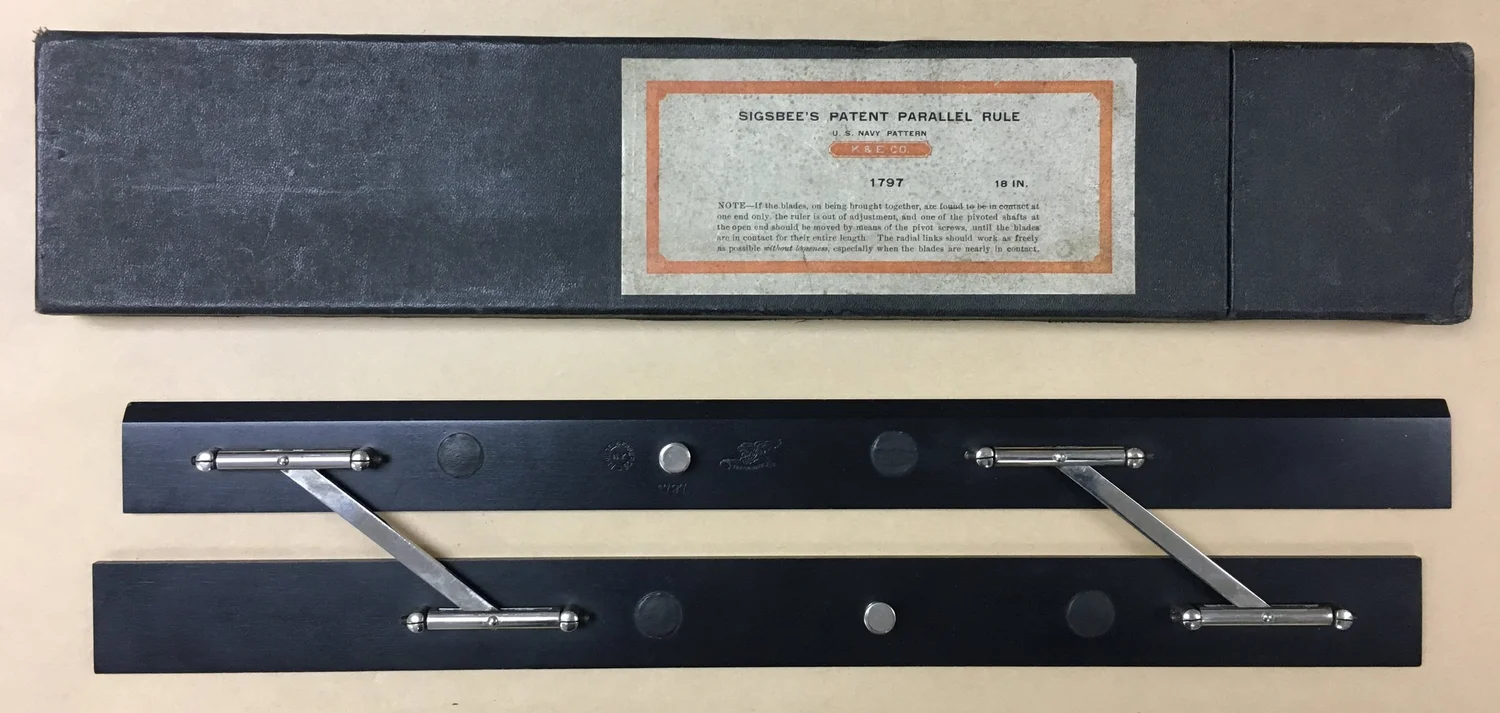 SIGSBEE'S PATENT PARALLEL RULE
U. S. NAVY PATTERN
K & E CO.
1797 18 IN.
NOTE—If the blades, on being brought together, are found to be in contact at
one end only, the ruler is out of adjustment, and one of the pivoted shafts at
the open end should be moved by means of the pivot screws, until the blades
are in contact for their entire length. The radial links should work as freely
as possible without looseness, especially when the blades are nearly in contact.
1797